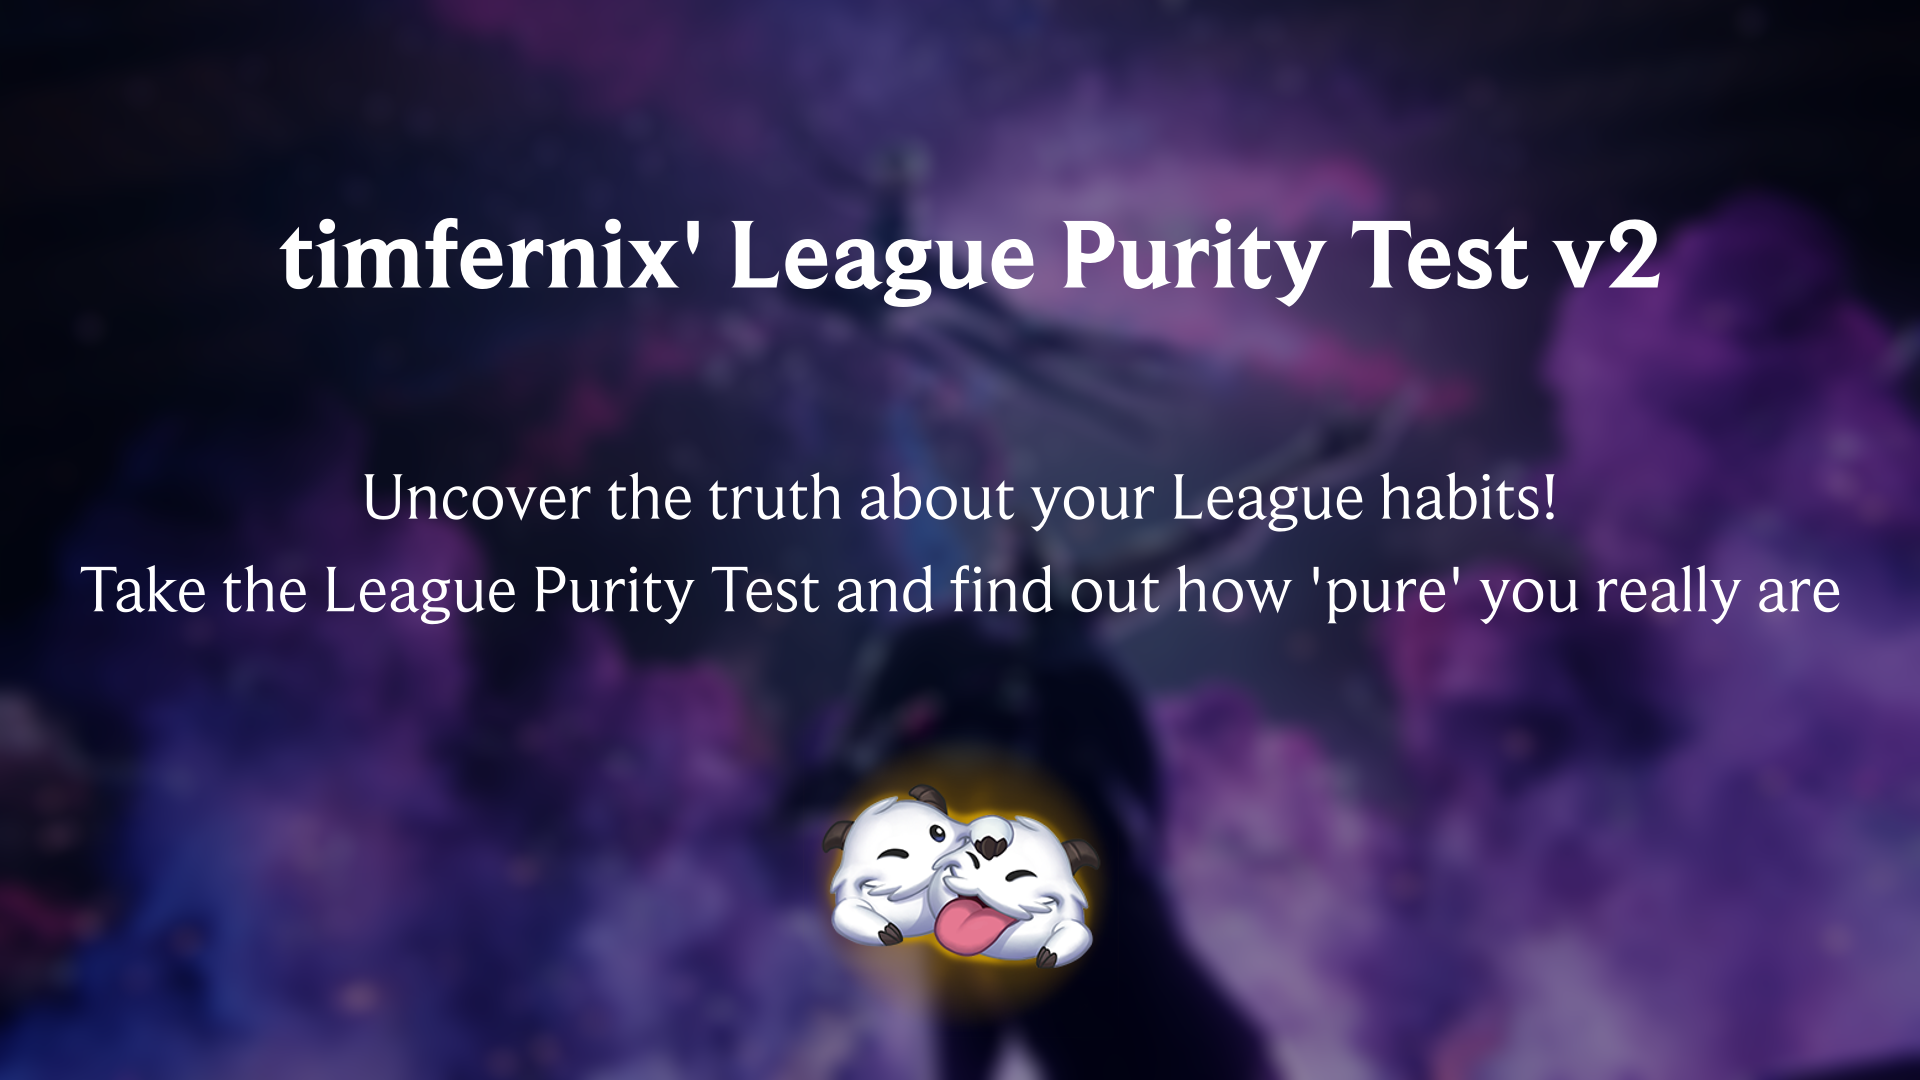 timfernix' League Purity Test v2
Uncover the truth about your League habits!
Take the League Purity Test and find out how 'pure' you really are